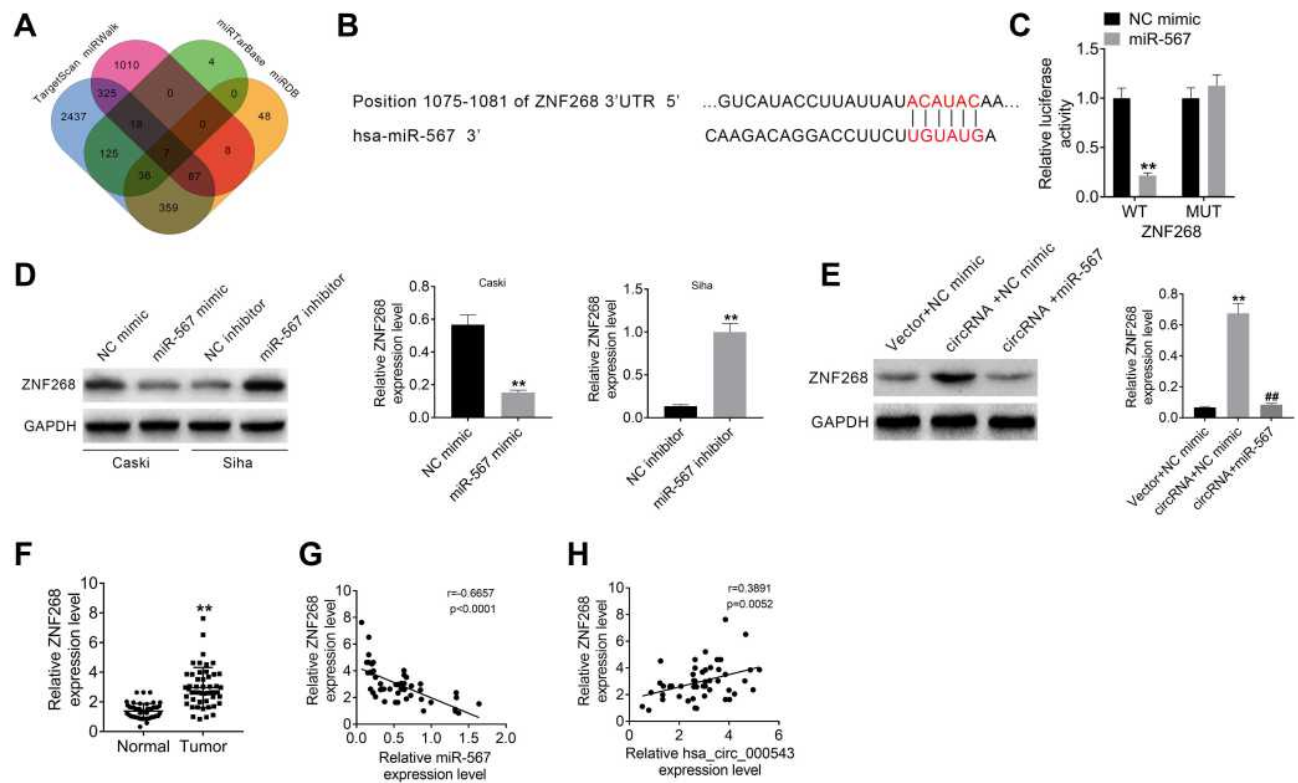 A
TargetScan
miRWalk
miRTarBase
miRDB
1010
4
325
0
0
2437
18
0
48
125
7
8
36
67
359
B
Position 1075-1081 of ZNF268 3'UTR 5' ...GUCAUACCUUAUUAUACAUACAA...
hsa-miR-567 3' CAAGACAGGACCUUCUUGUAUGA
C
NC mimic
miR-567
Relative luciferase
activity
1.5
1.0
0.5
0.0
**
WT
MUT
ZNF268
D
NC mimic
miR-567 mimic
NC inhibitor
miR-567 inhibitor
ZNF268
GAPDH
Caski
Siha
Caski
Relative ZNF268
expression level
0.8
0.6
0.4
0.2
0.0
**
NC mimic
miR-567 mimic
Siha
Relative ZNF268
expression level
1.5
1.0
0.5
0.0
**
NC inhibitor
miR-567 inhibitor
E
Vector+NC mimic
circRNA+NC mimic
circRNA +miR-567
ZNF268
GAPDH
Relative ZNF268
expression level
0.8
0.6
0.4
0.2
0.0
**
##
Vector+NC mimic
circRNA+NC mimic
circRNA+miR-567
F
Relative ZNF268
expression level
10
8
6
4
2
0
**
Normal
Tumor
G
Relative ZNF268
expression level
10
8
6
4
2
0
r=-0.6657
p<0.0001
0.0
0.5
1.0
1.5
2.0
Relative miR-567
expression level
H
Relative ZNF268
expression level
10
8
6
4
2
0
r=0.3891
p=0.0052
0
2
4
6
Relative hsa_circ_000543
expression level